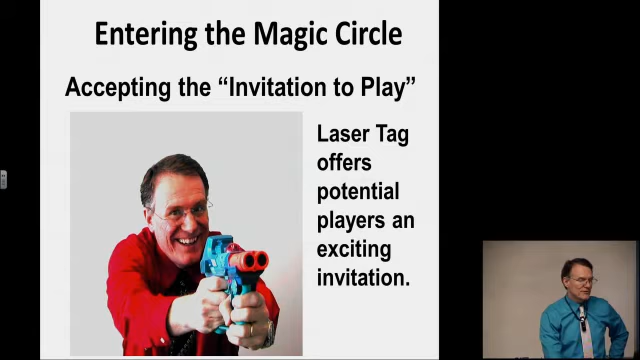 Entering the Magic Circle
Accepting the “Invitation to Play”
Laser Tag
offers
potential
players an
exciting
invitation.